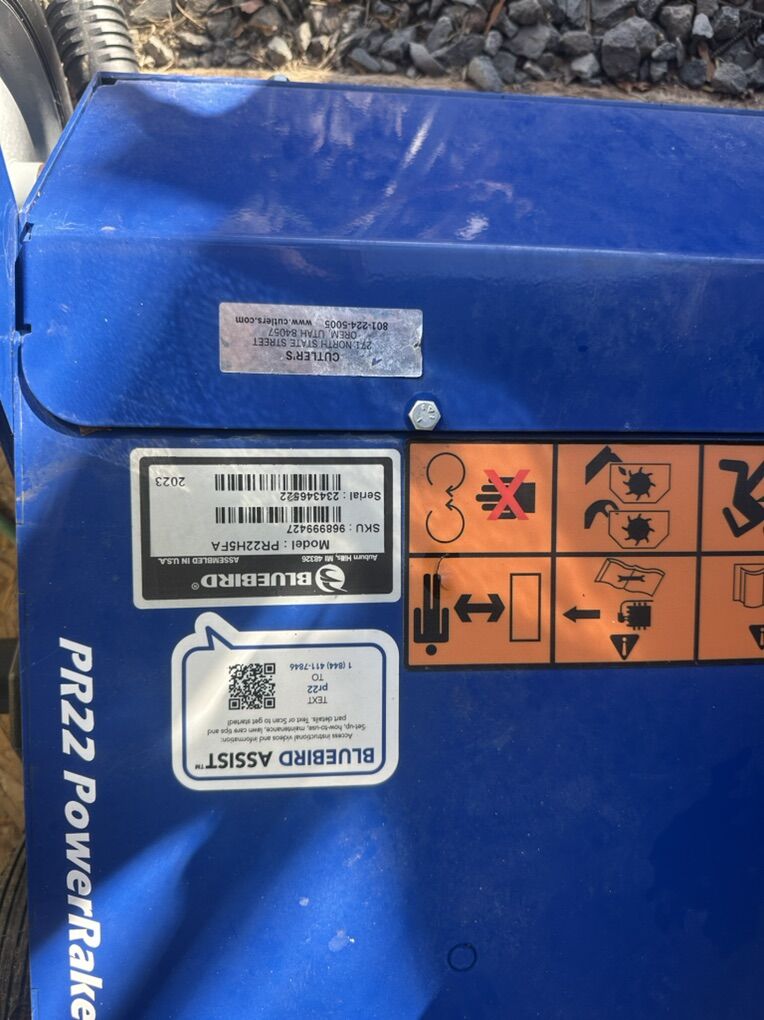 CUTLER'S
271 NORTH STATE STREET
OREM, UTAH 84057
801-224-5005 www.cutlers.com
BLUEBIRD®
Auburn Hills, MI 48326 ASSEMBLED IN U.S.A.
Model : PR22H5FA
SKU : 968999427
Serial : 234346522
2023
BLUEBIRD ASSIST™
Access instructional videos and information:
Set-up, how-to-use, maintenance, lawn care tips and
part details. Text or Scan to get started!
TEXT
pr22
TO
1 (844) 411-7846
PR22 PowerRake